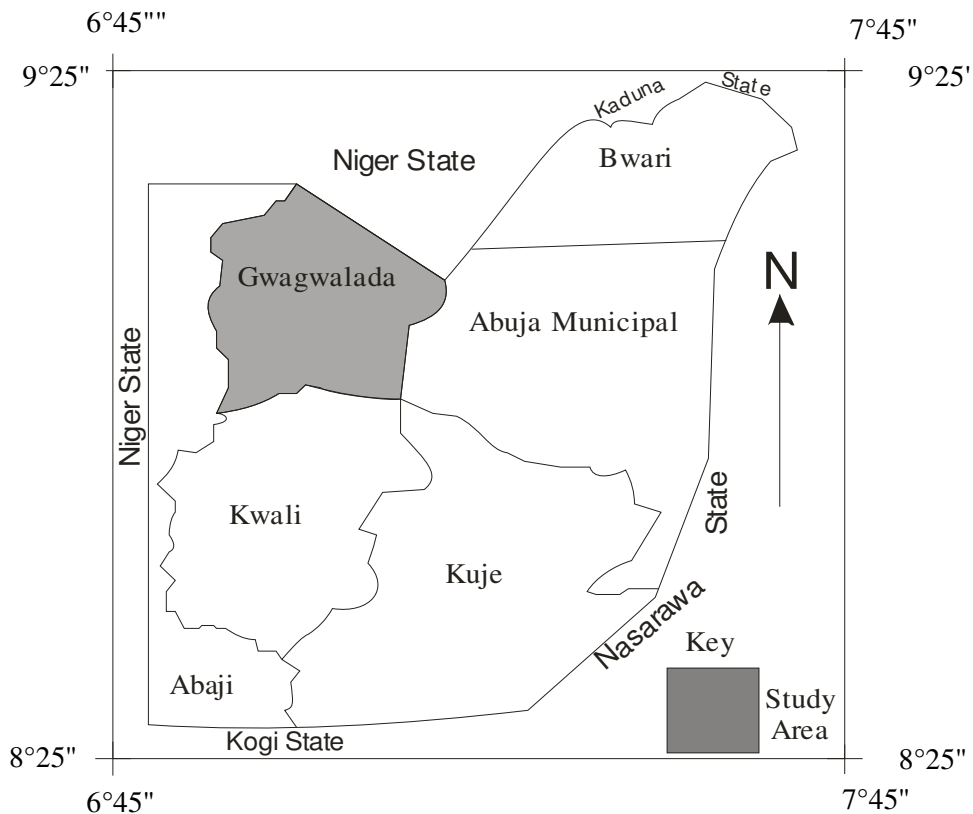 6°45""
7°45"
9°25"
9°25'
Kaduna
State
Niger State
Bwari
Gwagwalada
N
Abuja Municipal
Niger State
Kwali
State
Kuje
Nasarawa
Key
Abaji
Study
Area
Kogi State
8°25"
8°25"
6°45"
7°45"